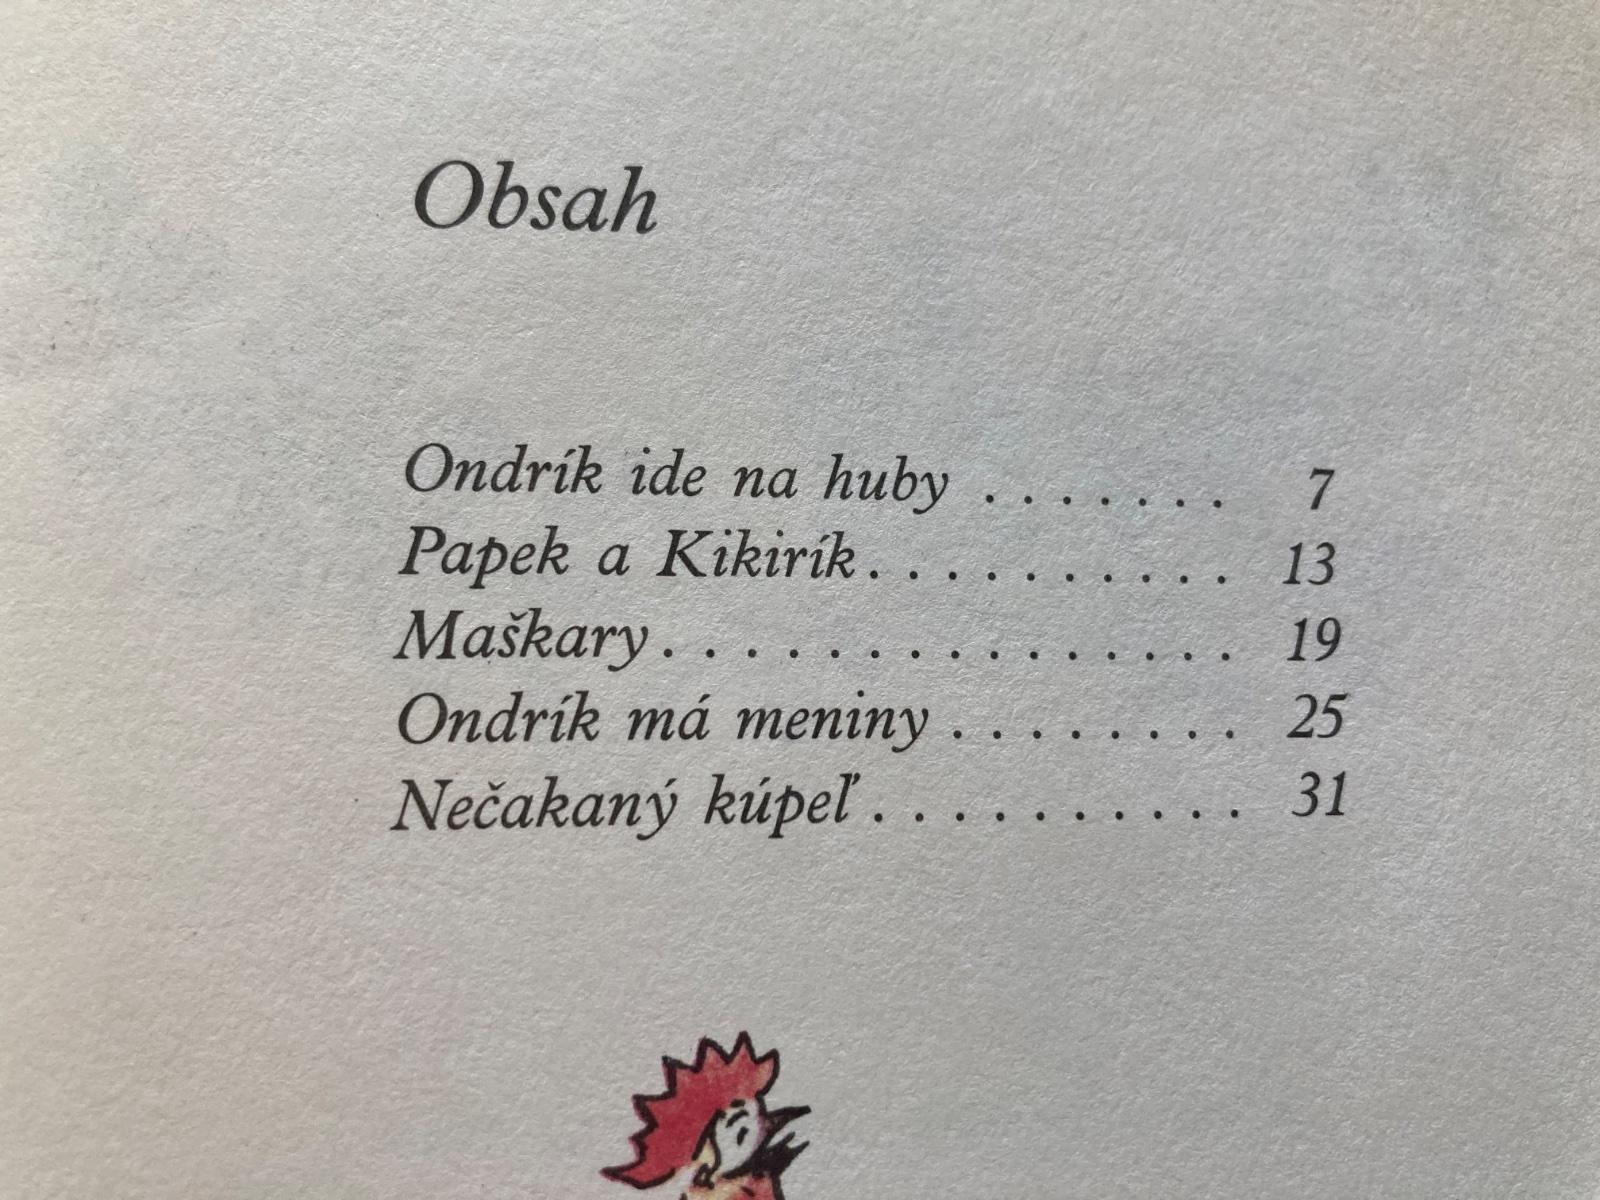 Obsah
Ondrík ide na huby . . . . . . . 7
Papek a Kikirík . . . . . . . . . . 13
Maškary . . . . . . . . . . . . . . . 19
Ondrík má meniny . . . . . . . . 25
Nečakaný kúpeľ . . . . . . . . . . 31